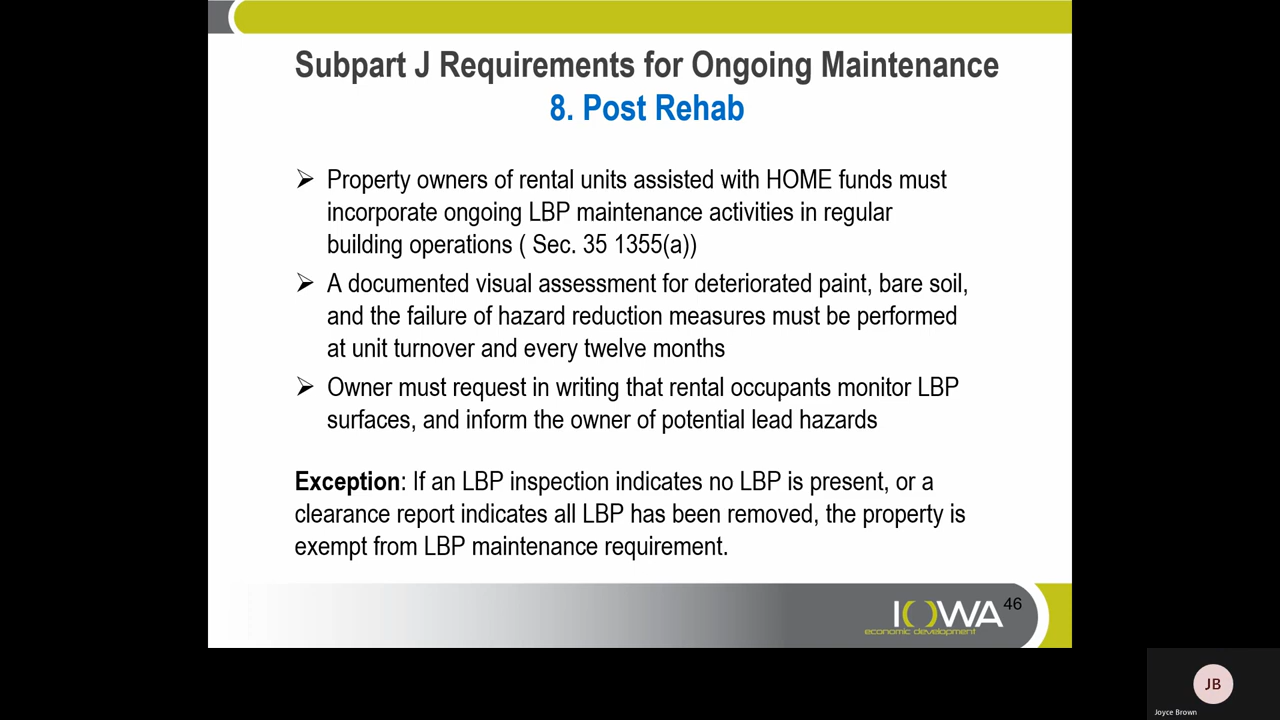 Subpart J Requirements for Ongoing Maintenance
8. Post Rehab
➢ Property owners of rental units assisted with HOME funds must
incorporate ongoing LBP maintenance activities in regular
building operations ( Sec. 35 1355(a))
➢ A documented visual assessment for deteriorated paint, bare soil,
and the failure of hazard reduction measures must be performed
at unit turnover and every twelve months
➢ Owner must request in writing that rental occupants monitor LBP
surfaces, and inform the owner of potential lead hazards
Exception: If an LBP inspection indicates no LBP is present, or a
clearance report indicates all LBP has been removed, the property is
exempt from LBP maintenance requirement.
IOWA
economic development
46
JB
Joyce Brown